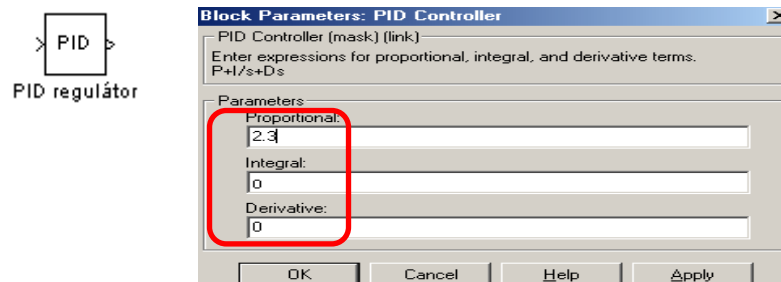 PID
PID regulátor
Block Parameters: PID Controller
PID Controller (mask) (link)
Enter expressions for proportional, integral, and derivative terms.
P+I/s+Ds
Parameters
Proportional:
2.3
Integral:
0
Derivative:
0
OK Cancel Help Apply